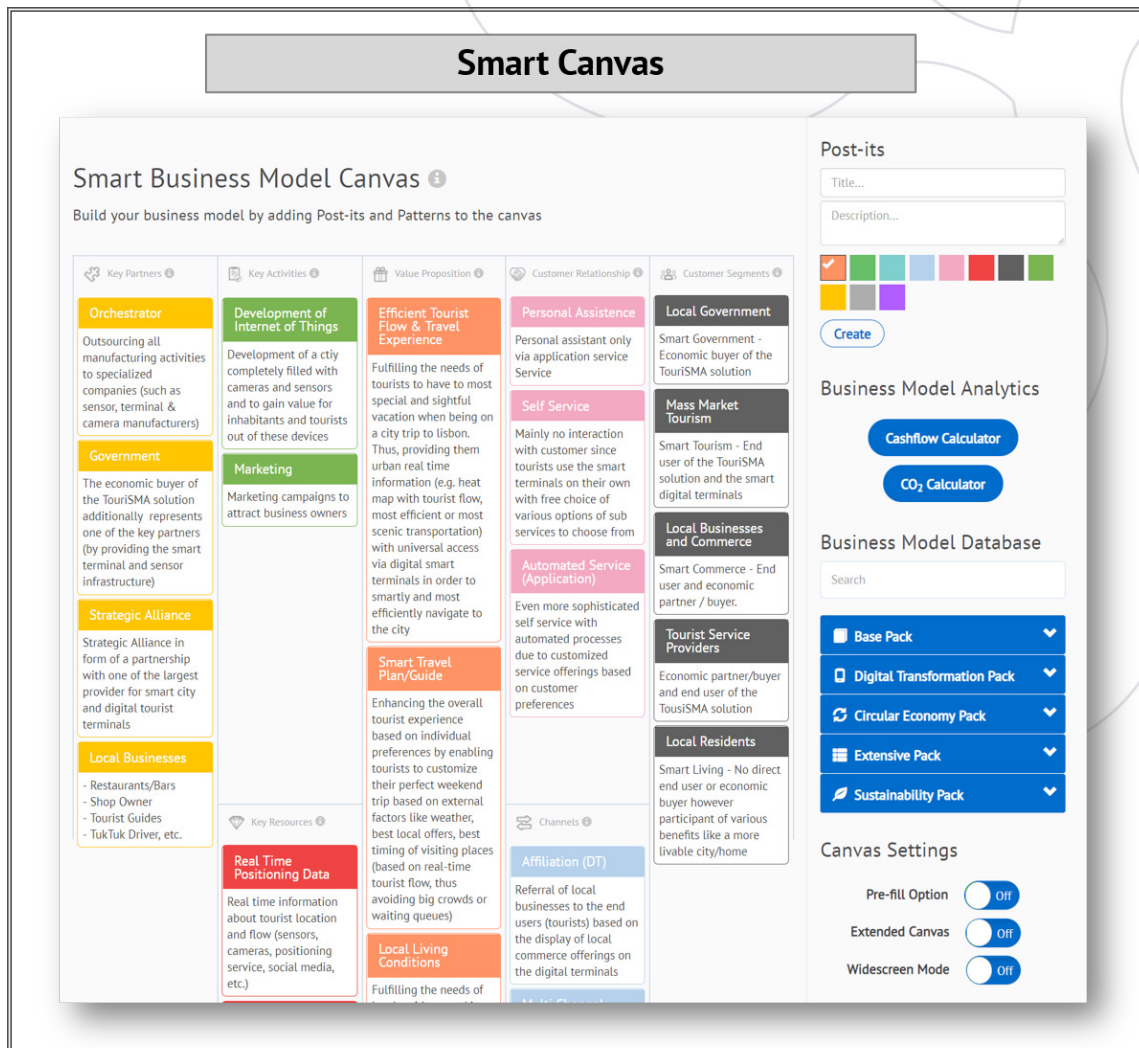 Smart Canvas
Smart Business Model Canvas
Build your business model by adding Post-its and Patterns to the canvas
Key Partners
Orchestrator
Outsourcing all
manufacturing activities
to specialized
companies (such as
sensor, terminal &
camera manufacturers)
Government
The economic buyer of
the TouriSMA solution
additionally represents
one of the key partners
(by providing the smart
terminal and sensor
infrastructure)
Strategic Alliance
Strategic Alliance in
form of a partnership
with one of the largest
provider for smart city
and digital tourist
terminals
Local Businesses
- Restaurants/Bars
- Shop Owner
- Tourist Guides
- TukTuk Driver, etc.
Key Activities
Development of
Internet of Things
Development of a ctiy
completely filled with
cameras and sensors
and to gain value for
inhabitants and tourists
out of these devices
Marketing
Marketing campaigns to
attract business owners
Key Resources
Real Time
Positioning Data
Real time information
about tourist location
and flow (sensors,
cameras, positioning
service, social media,
etc.)
Value Proposition
Efficient Tourist
Flow & Travel
Experience
Fulfilling the needs of
tourists to have to most
special and sightful
vacation when being on
a city trip to lisbon.
Thus, providing them
urban real time
information (e.g. heat
map with tourist flow,
most efficient or most
scenic transportation)
with universal access
via digital smart
terminals in order to
smartly and most
efficiently navigate to
the city
Smart Travel
Plan/Guide
Enhancing the overall
tourist experience
based on individual
preferences by enabling
tourists to customize
their perfect weekend
trip based on external
factors like weather,
best local offers, best
timing of visiting places
(based on real-time
tourist flow, thus
avoiding big crowds or
waiting queues)
Local Living
Conditions
Fulfilling the needs of
Customer Relationship
Personal Assistence
Personal assistant only
via application service
Service
Self Service
Mainly no interaction
with customer since
tourists use the smart
terminals on their own
with free choice of
various options of sub
services to choose from
Automated Service
(Application)
Even more sophisticated
self service with
automated processes
due to customized
service offerings based
on customer
preferences
Channels
Affiliation (DT)
Referral of local
businesses to the end
users (tourists) based on
the display of local
commerce offerings on
the digital terminals
Multi Channel
Customer Segments
Local Government
Smart Government -
Economic buyer of the
TouriSMA solution
Mass Market
Tourism
Smart Tourism - End
user of the TouriSMA
solution and the smart
digital terminals
Local Businesses
and Commerce
Smart Commerce - End
user and economic
partner / buyer.
Tourist Service
Providers
Economic partner/buyer
and end user of the
TousiSMA solution
Local Residents
Smart Living - No direct
end user or economic
buyer however
participant of various
benefits like a more
livable city/home
Post-its
Title...
Description...
Create
Business Model Analytics
Cashflow Calculator
CO₂ Calculator
Business Model Database
Search
Base Pack
Digital Transformation Pack
Circular Economy Pack
Extensive Pack
Sustainability Pack
Canvas Settings
Pre-fill Option Off
Extended Canvas Off
Widescreen Mode Off